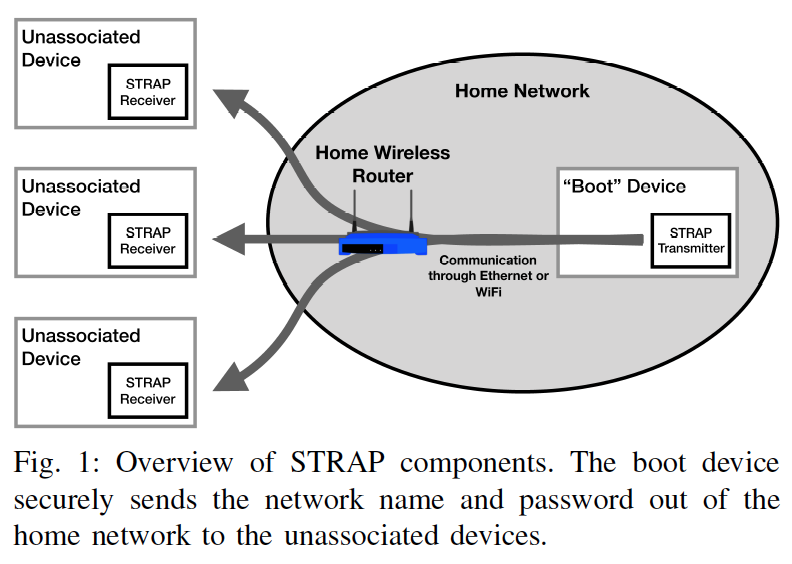 Unassociated
Device
STRAP
Receiver
Unassociated
Device
STRAP
Receiver
Unassociated
Device
STRAP
Receiver
Home Network
Home Wireless
Router
“Boot” Device
STRAP
Transmitter
Communication
through Ethernet or
WiFi
Fig. 1: Overview of STRAP components. The boot device
securely sends the network name and password out of the
home network to the unassociated devices.